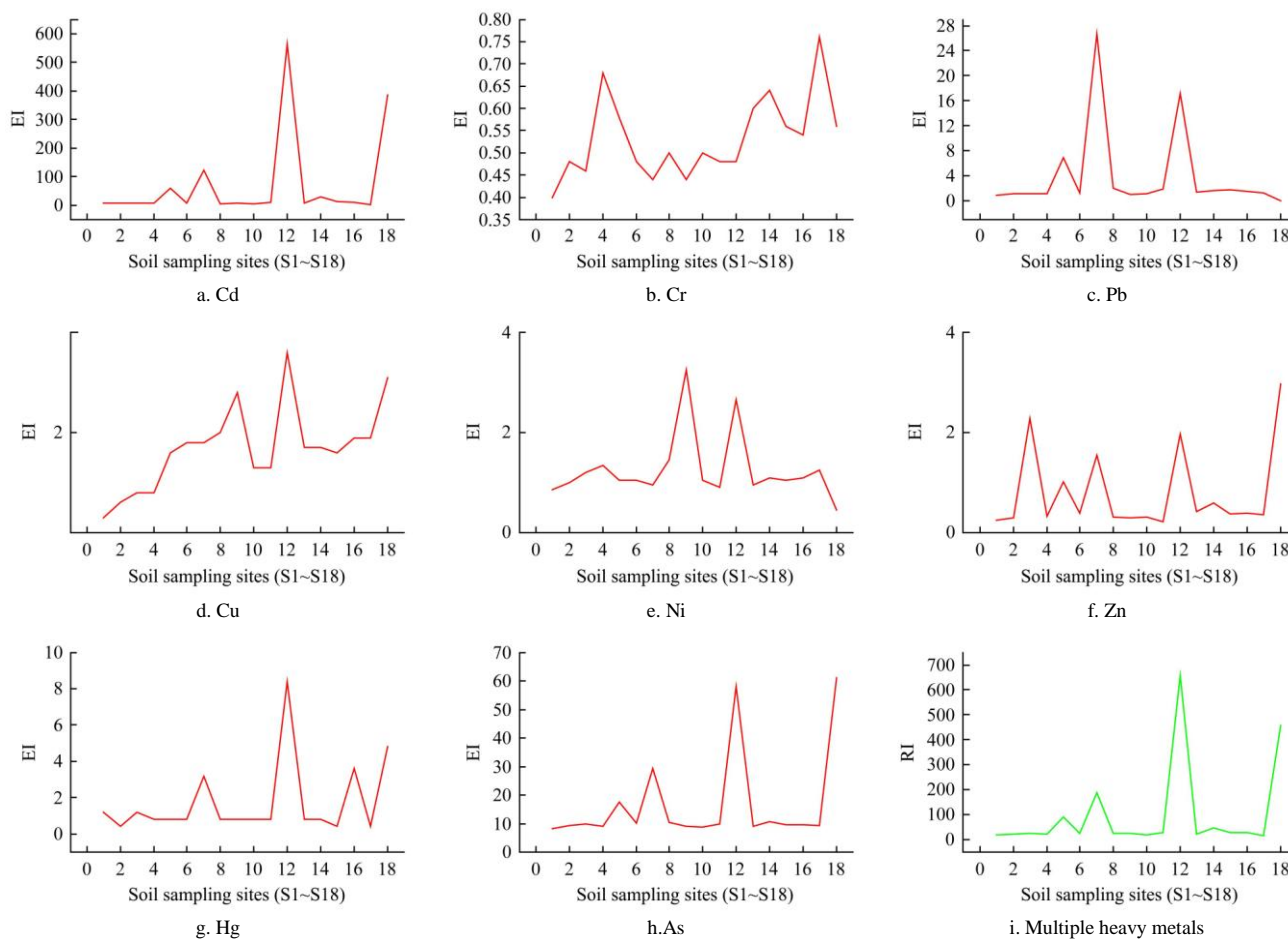 600
500
400
300
200
100
0
EI
0 2 4 6 8 10 12 14 16 18
Soil sampling sites (S1~S18)
a. Cd
0.80
0.75
0.70
0.65
0.60
0.55
0.50
0.45
0.40
0.35
EI
0 2 4 6 8 10 12 14 16 18
Soil sampling sites (S1~S18)
b. Cr
28
24
20
16
12
8
4
0
EI
0 2 4 6 8 10 12 14 16 18
Soil sampling sites (S1~S18)
c. Pb
2
EI
0 2 4 6 8 10 12 14 16 18
Soil sampling sites (S1~S18)
d. Cu
4
2
0
EI
0 2 4 6 8 10 12 14 16 18
Soil sampling sites (S1~S18)
e. Ni
4
2
0
EI
0 2 4 6 8 10 12 14 16 18
Soil sampling sites (S1~S18)
f. Zn
10
8
6
4
2
0
EI
0 2 4 6 8 10 12 14 16 18
Soil sampling sites (S1~S18)
g. Hg
70
60
50
40
30
20
10
0
EI
0 2 4 6 8 10 12 14 16 18
Soil sampling sites (S1~S18)
h.As
700
600
500
400
300
200
100
0
RI
0 2 4 6 8 10 12 14 16 18
Soil sampling sites (S1~S18)
i. Multiple heavy metals